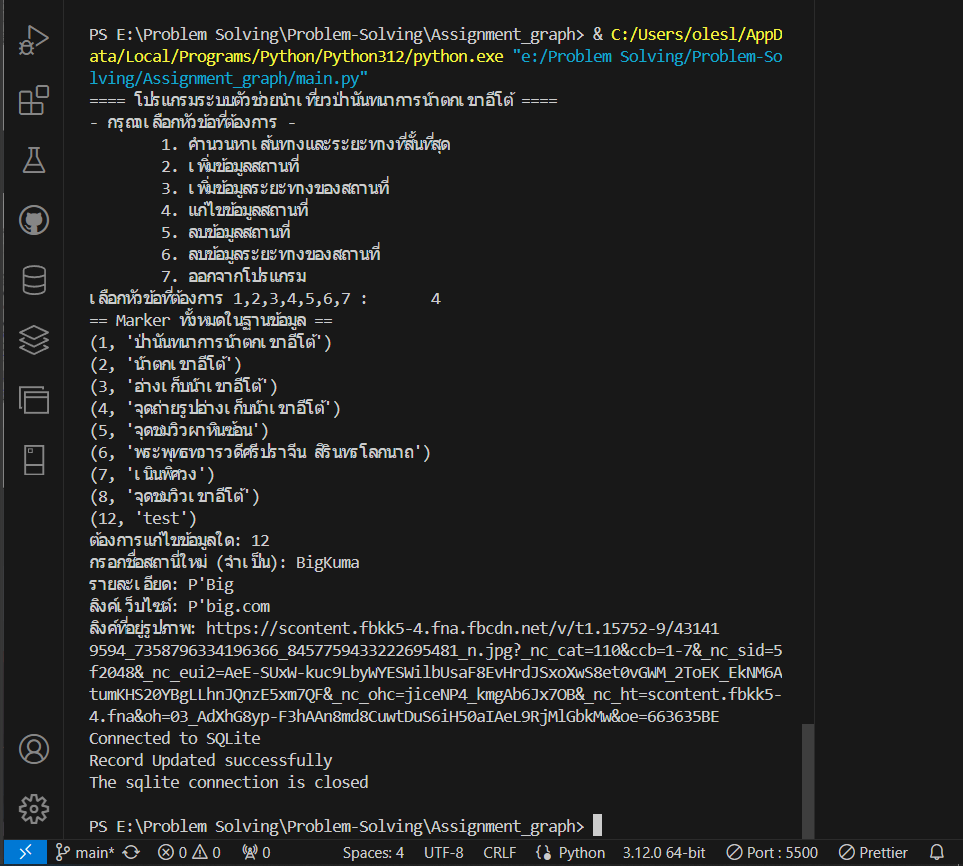 PS E:\Problem Solving\Problem-Solving\Assignment_graph> & C:/Users/olesl/AppD
ata/Local/Programs/Python/Python312/python.exe "e:/Problem Solving/Problem-So
lving/Assignment_graph/main.py"
==== โปรแกรมระบบตัวช่วยนำเที่ยวป่านันทนาการน้ำตกเขาอีโต้ ====
- กรุณาเลือกหัวข้อที่ต้องการ -
1. คำนวนหาเส้นทางและระยะทางที่สั้นที่สุด
2. เพิ่มข้อมูลสถานที่
3. เพิ่มข้อมูลระยะทางของสถานที่
4. แก้ไขข้อมูลสถานที่
5. ลบข้อมูลสถานที่
6. ลบข้อมูลระยะทางของสถานที่
7. ออกจากโปรแกรม
เลือกหัวข้อที่ต้องการ 1,2,3,4,5,6,7 : 4
== Marker ทั้งหมดในฐานข้อมูล ==
(1, 'ป่านันทนาการน้ำตกเขาอีโต้')
(2, 'น้ำตกเขาอีโต้')
(3, 'อ่างเก็บน้ำเขาอีโต้')
(4, 'จุดถ่ายรูปอ่างเก็บน้ำเขาอีโต้')
(5, 'จุดชมวิวผาหินซ้อน')
(6, 'พระพุทธทวารวดีศรีปราจีน สิรินทรโลกนาถ')
(7, 'เนินพิศวง')
(8, 'จุดชมวิวเขาอีโต้')
(12, 'test')
ต้องการแก้ไขข้อมูลใด: 12
กรอกชื่อสถานี่ใหม่ (จำเป็น): BigKuma
รายละเอียด: P'Big
ลิงค์เว็บไซต์: P'big.com
ลิงค์ที่อยู่รูปภาพ: https://scontent.fbkk5-4.fna.fbcdn.net/v/t1.15752-9/43141
9594_7358796334196366_8457759433222695481_n.jpg?_nc_cat=110&ccb=1-7&_nc_sid=5
f2048&_nc_eui2=AeE-SUxW-kuc9LbyWYESWilbUsaF8EvHrdJSxoXwS8et0vGWM_2ToEK_EkNM6A
tumKHS20YBgLLhnJQnzE5xm7QF&_nc_ohc=jiceNP4_kmgAb6Jx7OB&_nc_ht=scontent.fbkk5-
4.fna&oh=03_AdXhG8yp-F3hAAn8md8CuwtDuS6iH50aIAeL9RjMlGbkMw&oe=663635BE
Connected to SQLite
Record Updated successfully
The sqlite connection is closed
PS E:\Problem Solving\Problem-Solving\Assignment_graph>
main* 0 0 0 Spaces: 4 UTF-8 CRLF Python 3.12.0 64-bit Port : 5500 Prettier